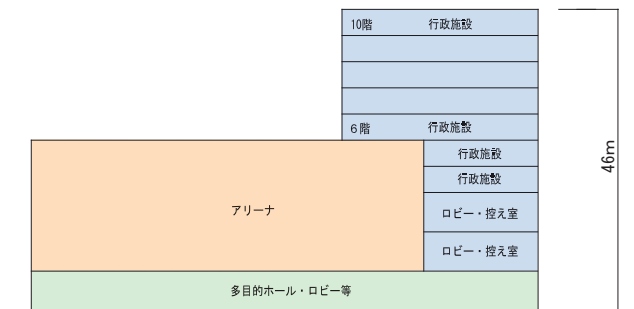 10階 行政施設
6階 行政施設
行政施設
行政施設
アリーナ
ロビー・控え室
ロビー・控え室
多目的ホール・ロビー等
46m